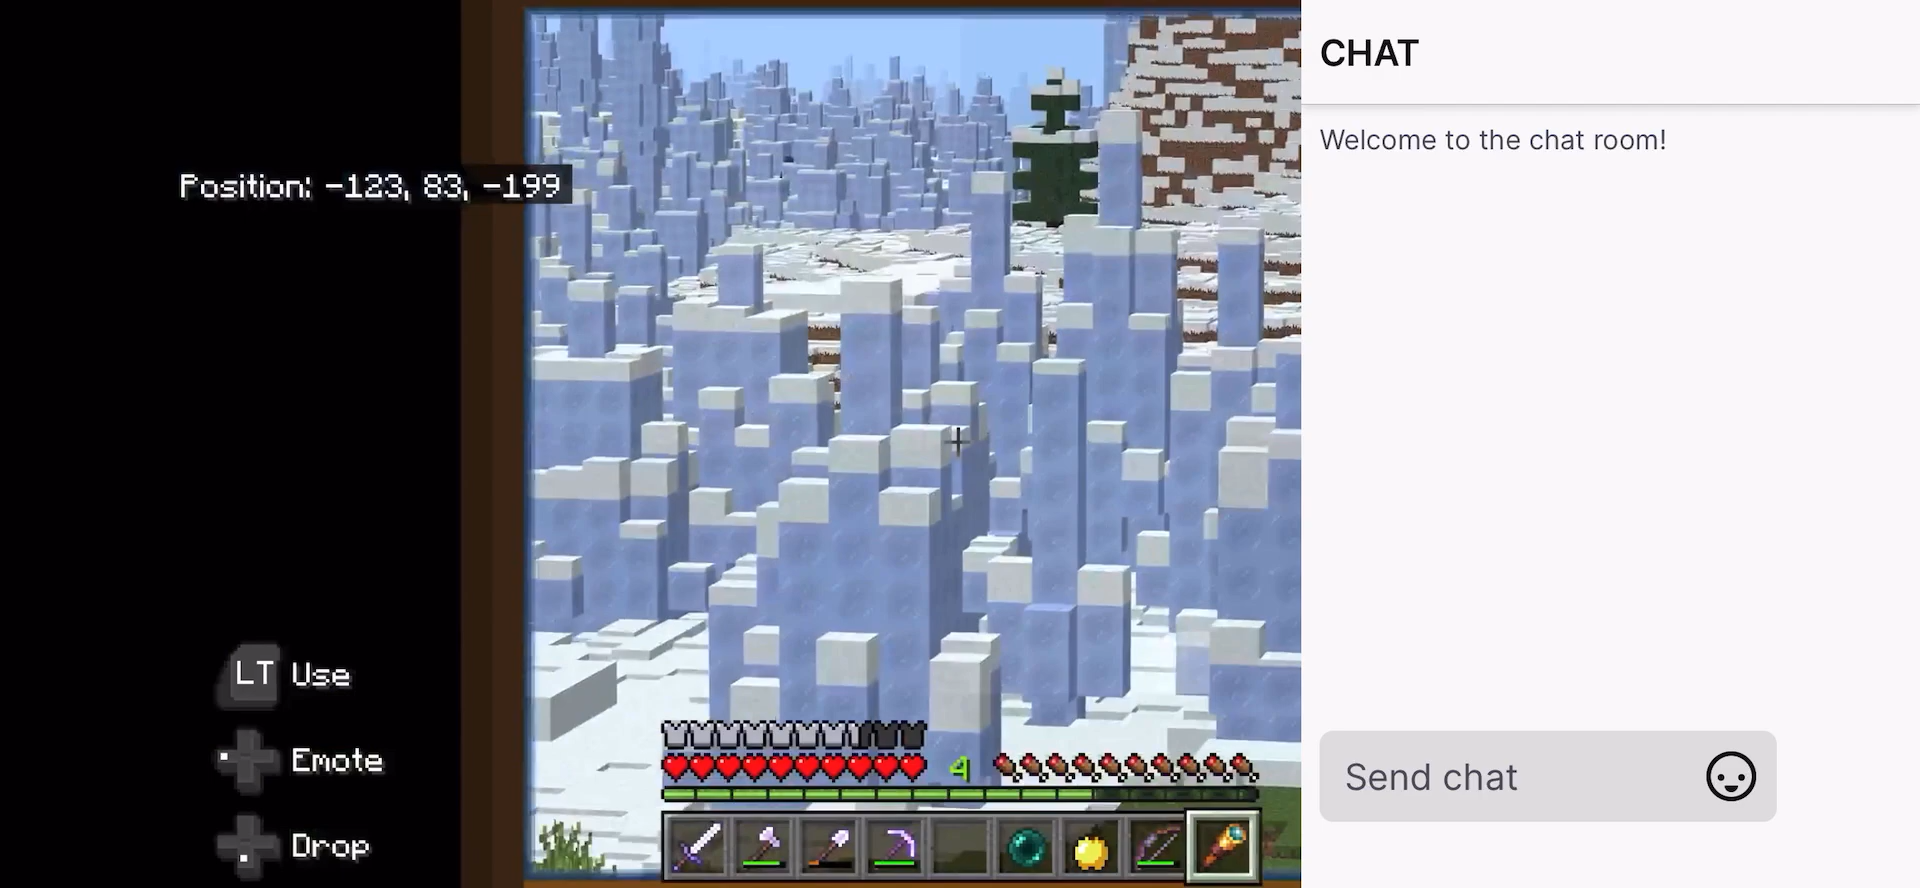 CHAT
Welcome to the chat room!
Position: -123, 83, -199
LT Use
Emote
4
Drop
Send chat